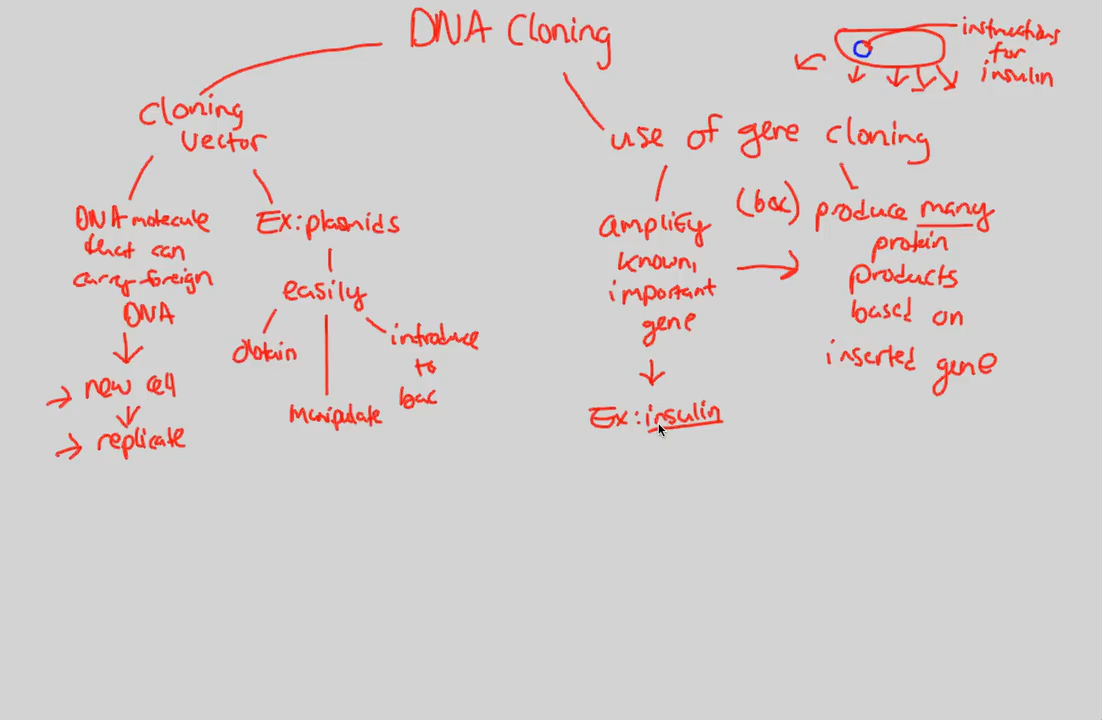 DNA Cloning
instructions
for
insulin
Cloning
Vector
use of gene cloning
DNA molecule
that can
carry foreign
DNA
new cell
replicate
Ex: plasmids
easily
obtain
Manipulate
introduce
to
bac
amplify
known,
important
gene
Ex: insulin
(bac) produce many
protein
products
based on
inserted gene